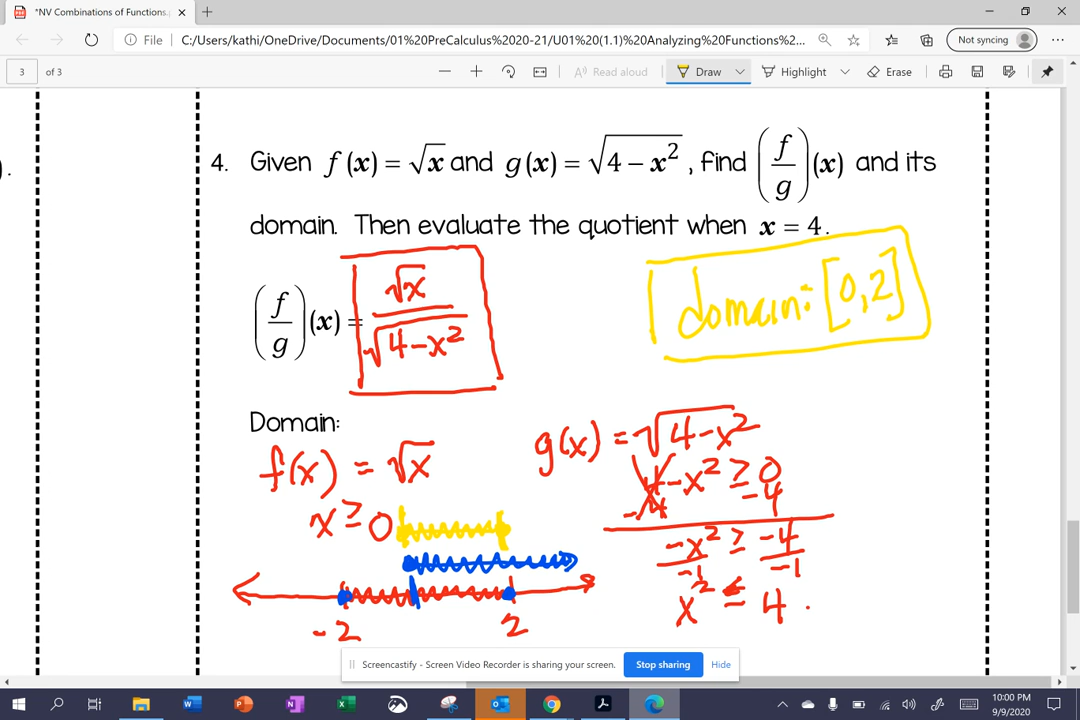 *NV Combinations of Functions.
File C:/Users/kathi/OneDrive/Documents/01%20PreCalculus%2020-21/U01%20(1.1)%20Analyzing%20Functions%2... Not syncing
3 of 3 Read aloud Draw Highlight Erase
).
4. Given f(x) = √x and g(x) = √(4 − x²), find (f/g)(x) and its
domain. Then evaluate the quotient when x = 4.
domain: [0,2]
(f/g)(x) = √x / √(4-x²)
Domain:
f(x) = √x
g(x) = √(4-x²)
4-x² ≥ 0
x ≥ 0
-4 -4
-x² ≥ -4
-1 -1
x² ≤ 4
-2 2
Screencastify - Screen Video Recorder is sharing your screen. Stop sharing Hide
10:00 PM
9/9/2020